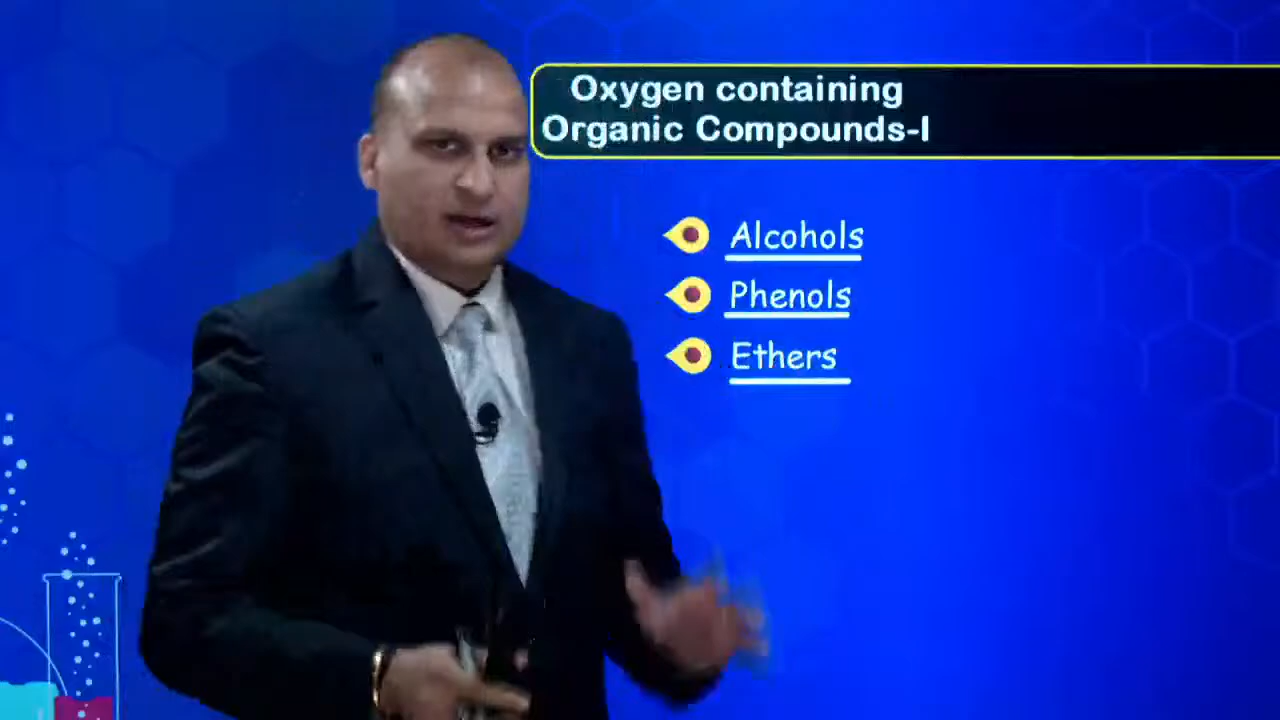 Oxygen containing
Organic Compounds-I
Alcohols
Phenols
Ethers